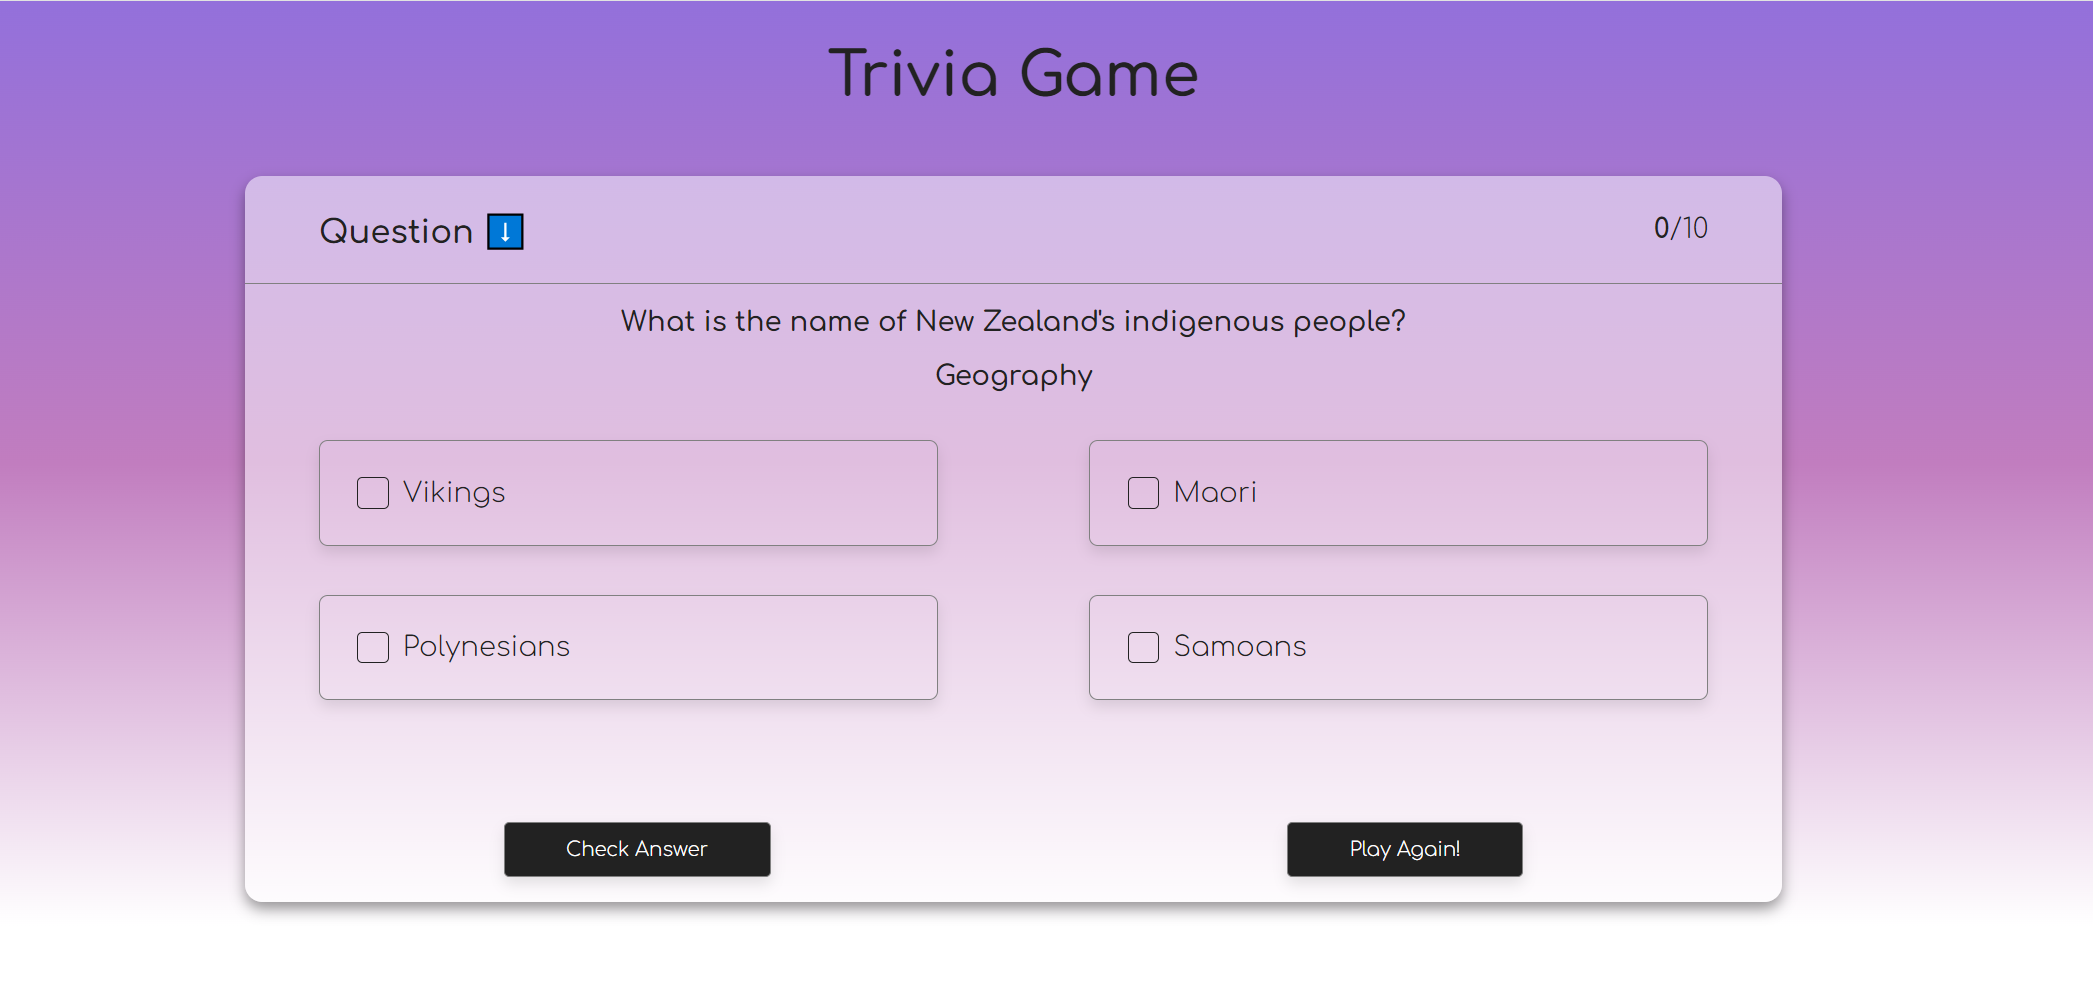 Trivia Game
Question ⬇️
0/10
What is the name of New Zealand's indigenous people?
Geography
Vikings
Maori
Polynesians
Samoans
Check Answer
Play Again!